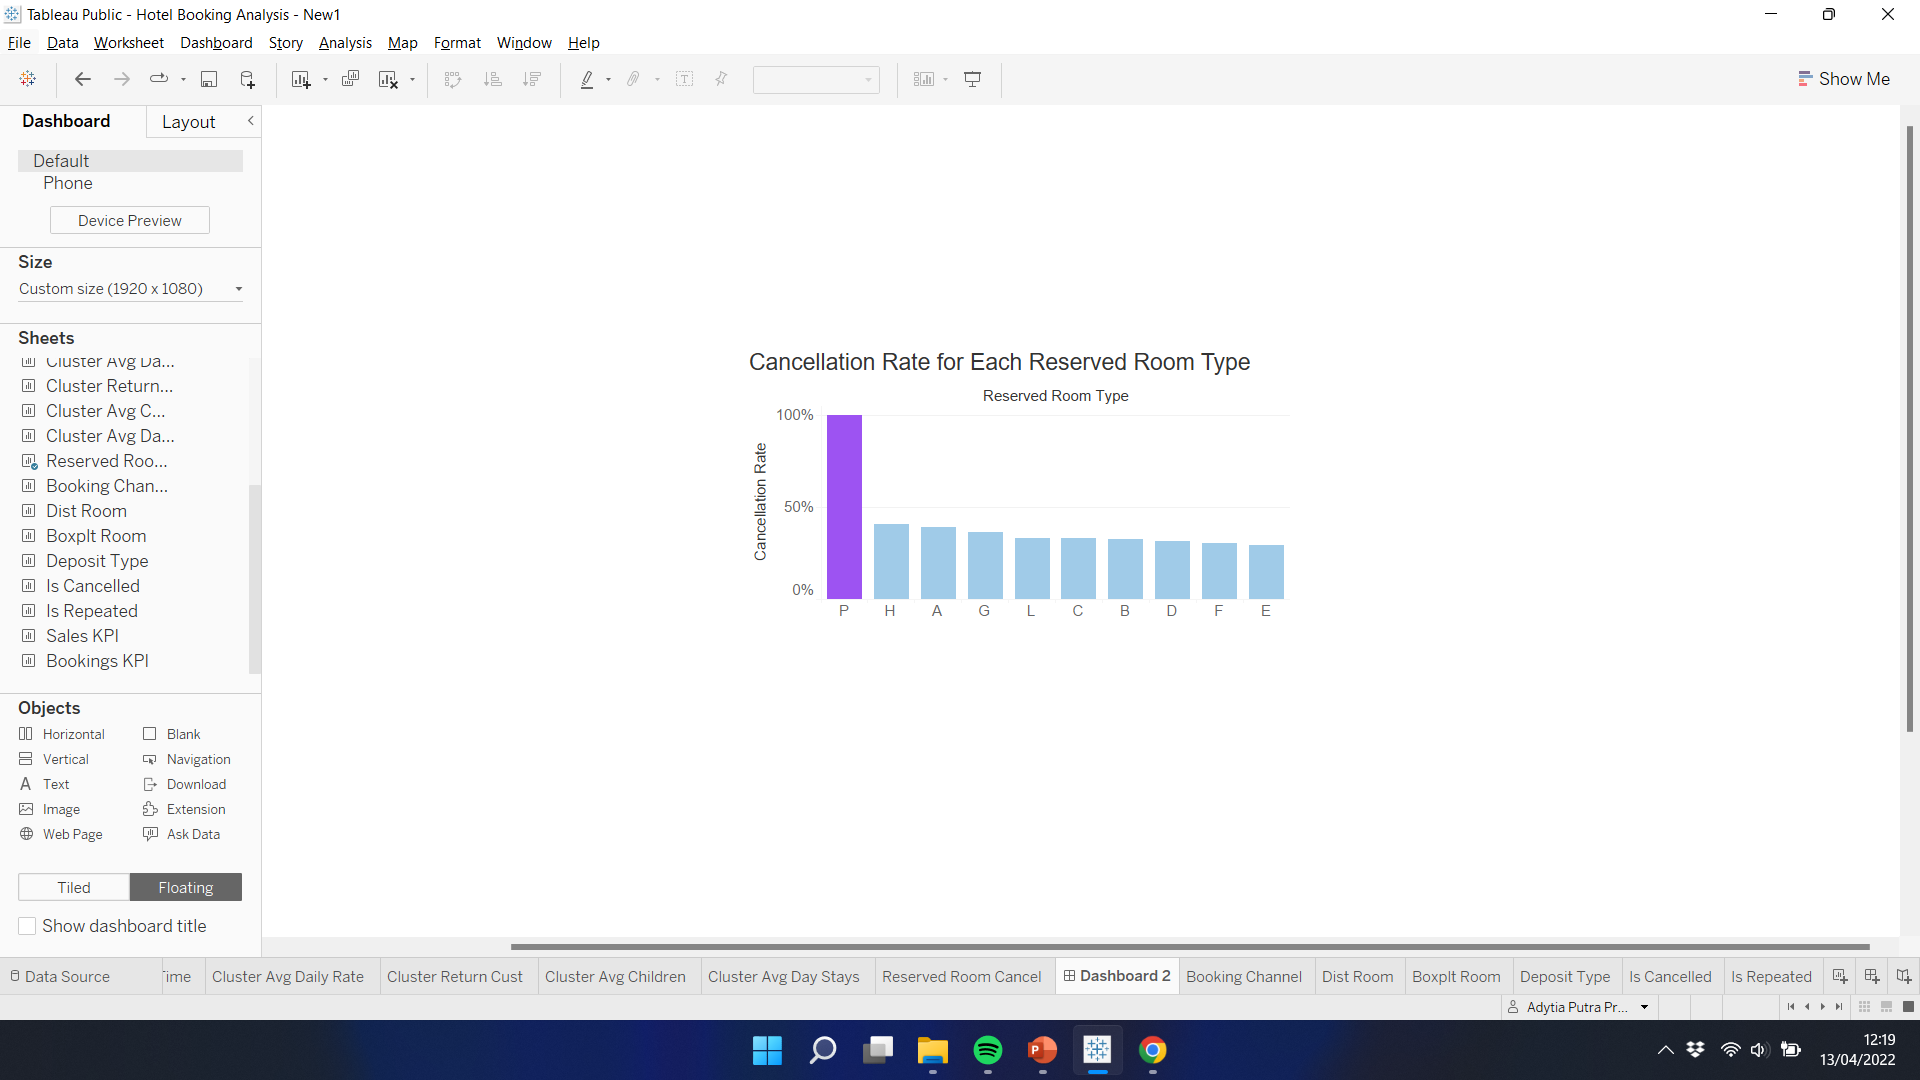 Tableau Public - Hotel Booking Analysis - New1
File Data Worksheet Dashboard Story Analysis Map Format Window Help
Show Me
Dashboard Layout
Default
Phone
Device Preview
Size
Custom size (1920 x 1080)
Sheets
Cluster Avg Da...
Cluster Return...
Cluster Avg C...
Cluster Avg Da...
Reserved Roo...
Booking Chan...
Dist Room
Boxplt Room
Deposit Type
Is Cancelled
Is Repeated
Sales KPI
Bookings KPI
Objects
Horizontal Blank
Vertical Navigation
Text Download
Image Extension
Web Page Ask Data
Tiled Floating
Show dashboard title
Cancellation Rate for Each Reserved Room Type
Reserved Room Type
Cancellation Rate
100%
50%
0%
P H A G L C B D F E
Data Source Time Cluster Avg Daily Rate Cluster Return Cust Cluster Avg Children Cluster Avg Day Stays Reserved Room Cancel Dashboard 2 Booking Channel Dist Room Boxplt Room Deposit Type Is Cancelled Is Repeated
Adytia Putra Pr...
12:19
13/04/2022